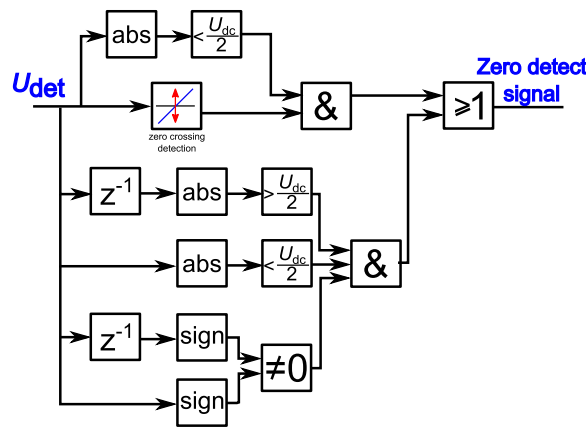 abs
< Udc/2
Udet
Zero detect
signal
zero crossing
detection
&
≥1
z⁻¹
abs
> Udc/2
abs
< Udc/2
&
z⁻¹
sign
≠0
sign